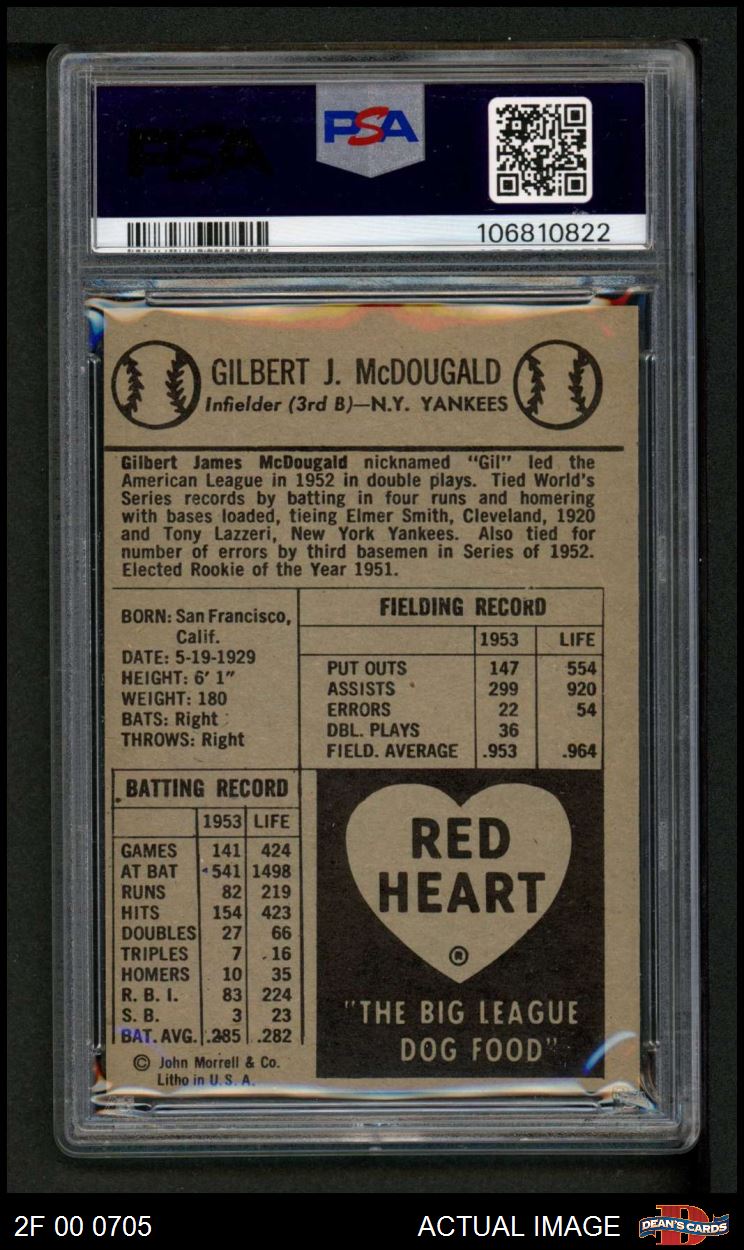 PSA
PSA
106810822
GILBERT J. McDOUGALD
Infielder (3rd B)—N.Y. YANKEES
Gilbert James McDougald nicknamed "Gil" led the
American League in 1952 in double plays. Tied World's
Series records by batting in four runs and homering
with bases loaded, tieing Elmer Smith, Cleveland, 1920
and Tony Lazzeri, New York Yankees. Also tied for
number of errors by third basemen in Series of 1952.
Elected Rookie of the Year 1951.
BORN: San Francisco,
Calif.
DATE: 5-19-1929
HEIGHT: 6' 1"
WEIGHT: 180
BATS: Right
THROWS: Right
FIELDING RECORD
1953 LIFE
PUT OUTS 147 554
ASSISTS 299 920
ERRORS 22 54
DBL. PLAYS 36
FIELD. AVERAGE .953 .964
BATTING RECORD
1953 LIFE
GAMES 141 424
AT BAT 541 1498
RUNS 82 219
HITS 154 423
DOUBLES 27 66
TRIPLES 7 16
HOMERS 10 35
R. B. I. 83 224
S. B. 3 23
BAT. AVG. .285 .282
© John Morrell & Co.
Litho in U. S. A.
RED
HEART
®
"THE BIG LEAGUE
DOG FOOD"
2F 00 0705
ACTUAL IMAGE
D
DEAN'S CARDS